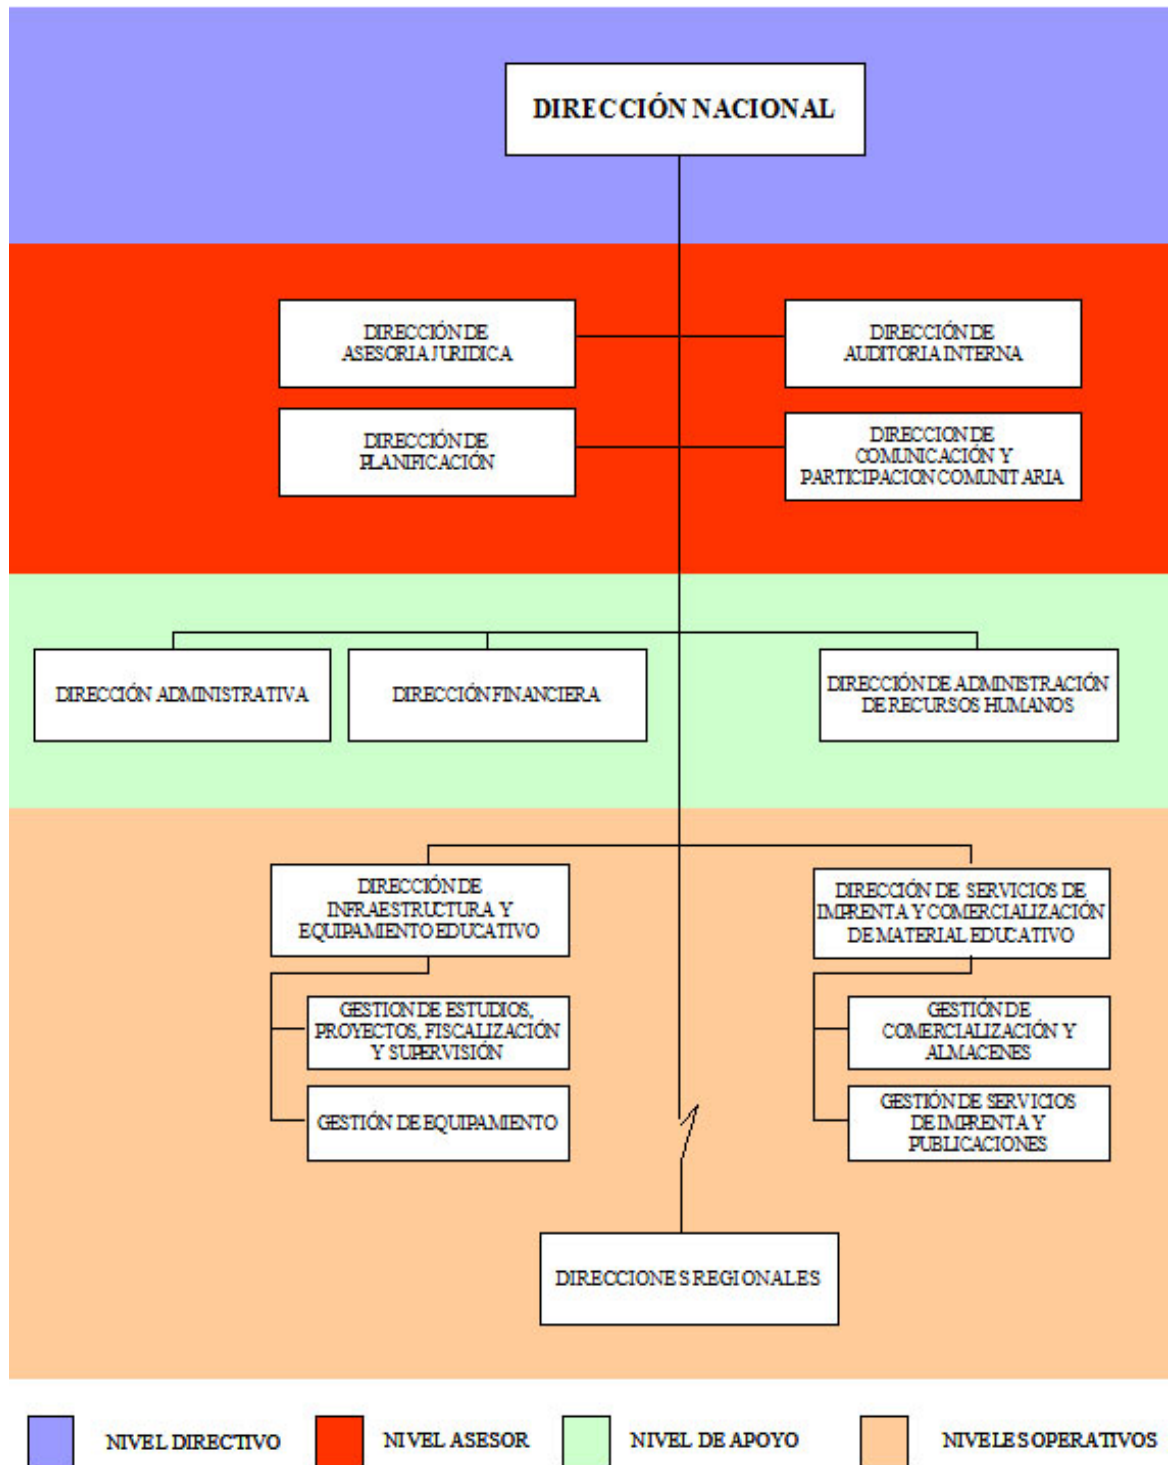 DIRECCIÓN NACIONAL
DIRECCIÓN DE
ASESORIA JURIDICA
DIRECCIÓN DE
AUDITORIA INTERNA
DIRECCIÓN DE
PLANIFICACIÓN
DIRECCION DE
COMUNICACIÓN Y
PARTICIPACION COMUNITARIA
DIRECCIÓN ADMINISTRATIVA
DIRECCIÓN FINANCIERA
DIRECCIÓN DE ADMINISTRACIÓN
DE RECURSOS HUMANOS
DIRECCIÓN DE
INFRAESTRUCTURA Y
EQUIPAMIENTO EDUCATIVO
DIRECCIÓN DE SERVICIOS DE
IMPRENTA Y COMERCIALIZACIÓN
DE MATERIAL EDUCATIVO
GESTION DE ESTUDIOS,
PROYECTOS, FISCALIZACIÓN
Y SUPERVISIÓN
GESTIÓN DE
COMERCIALIZACIÓN Y
ALMACENES
GESTIÓN DE EQUIPAMIENTO
GESTIÓN DE SERVICIOS
DE IMPRENTA Y
PUBLICACIONES
DIRECCIONES REGIONALES
NIVEL DIRECTIVO
NIVEL ASESOR
NIVEL DE APOYO
NIVELES OPERATIVOS